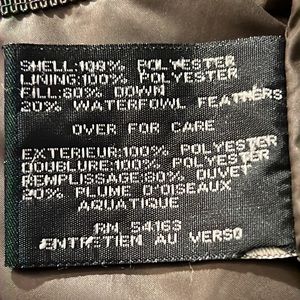 SHELL:100% POLYESTER
LINING:100% POLYESTER
FILL:80% DOWN
20% WATERFOWL FEATHERS
OVER FOR CARE
EXTERIEUR:100% POLYESTER
DOUBLURE:100% POLYESTER
REMPLISSAGE:80% DUVET
20% PLUME D'OISEAUX
AQUATIQUE
RN 54163
ENTRETIEN AU VERSO